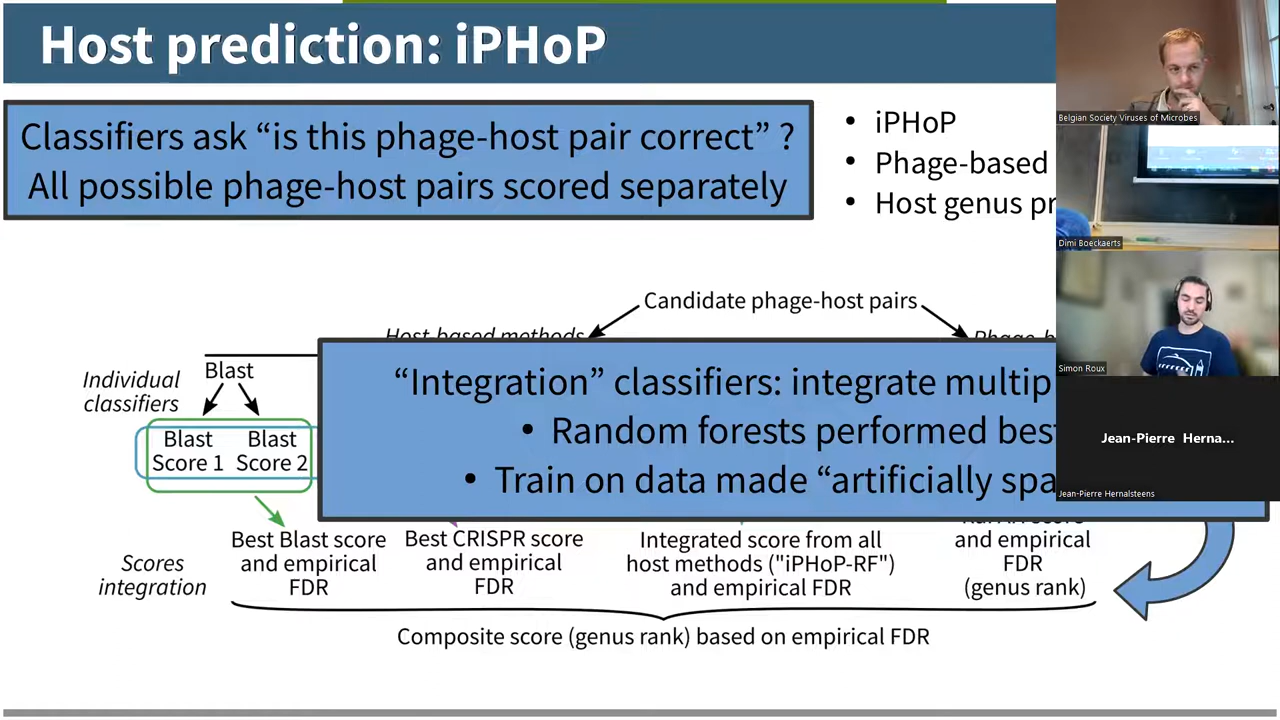 Host prediction: iPHoP
Classifiers ask “is this phage-host pair correct” ?
All possible phage-host pairs scored separately
• iPHoP
• Phage-based
• Host genus pr
Candidate phage-host pairs
Host-based methods
Individual
classifiers
Blast
Blast
Score 1
Blast
Score 2
“Integration” classifiers: integrate multip
• Random forests performed best
• Train on data made “artificially spa
Scores
integration
Best Blast score
and empirical
FDR
Best CRISPR score
and empirical
FDR
Integrated score from all
host methods ("iPHoP-RF")
and empirical FDR
and empirical
FDR
(genus rank)
Composite score (genus rank) based on empirical FDR
Belgian Society Viruses of Microbes
Dimi Boeckaerts
Simon Roux
Jean-Pierre Herna...
Jean-Pierre Hernalsteens